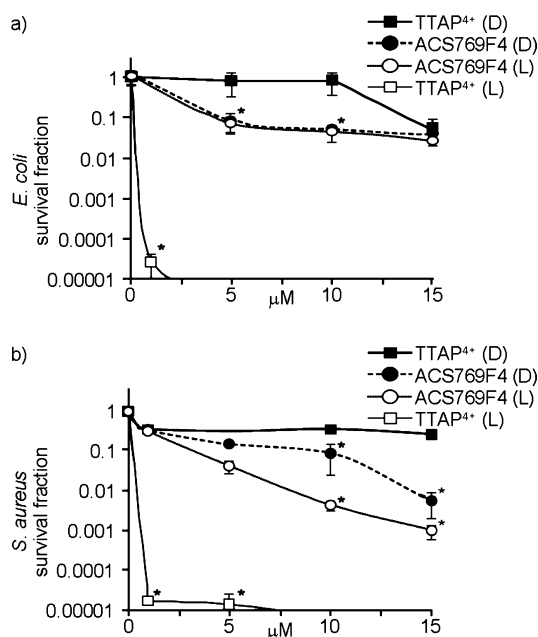 a)
TTAP⁴⁺ (D)
ACS769F4 (D)
ACS769F4 (L)
TTAP⁴⁺ (L)
E. coli
survival fraction
1
0.1
0.01
0.001
0.0001
0.00001
*
*
*
0
5
10
15
μM
b)
TTAP⁴⁺ (D)
ACS769F4 (D)
ACS769F4 (L)
TTAP⁴⁺ (L)
S. aureus
survival fraction
1
0.1
0.01
0.001
0.0001
0.00001
*
*
*
*
*
*
0
5
10
15
μM